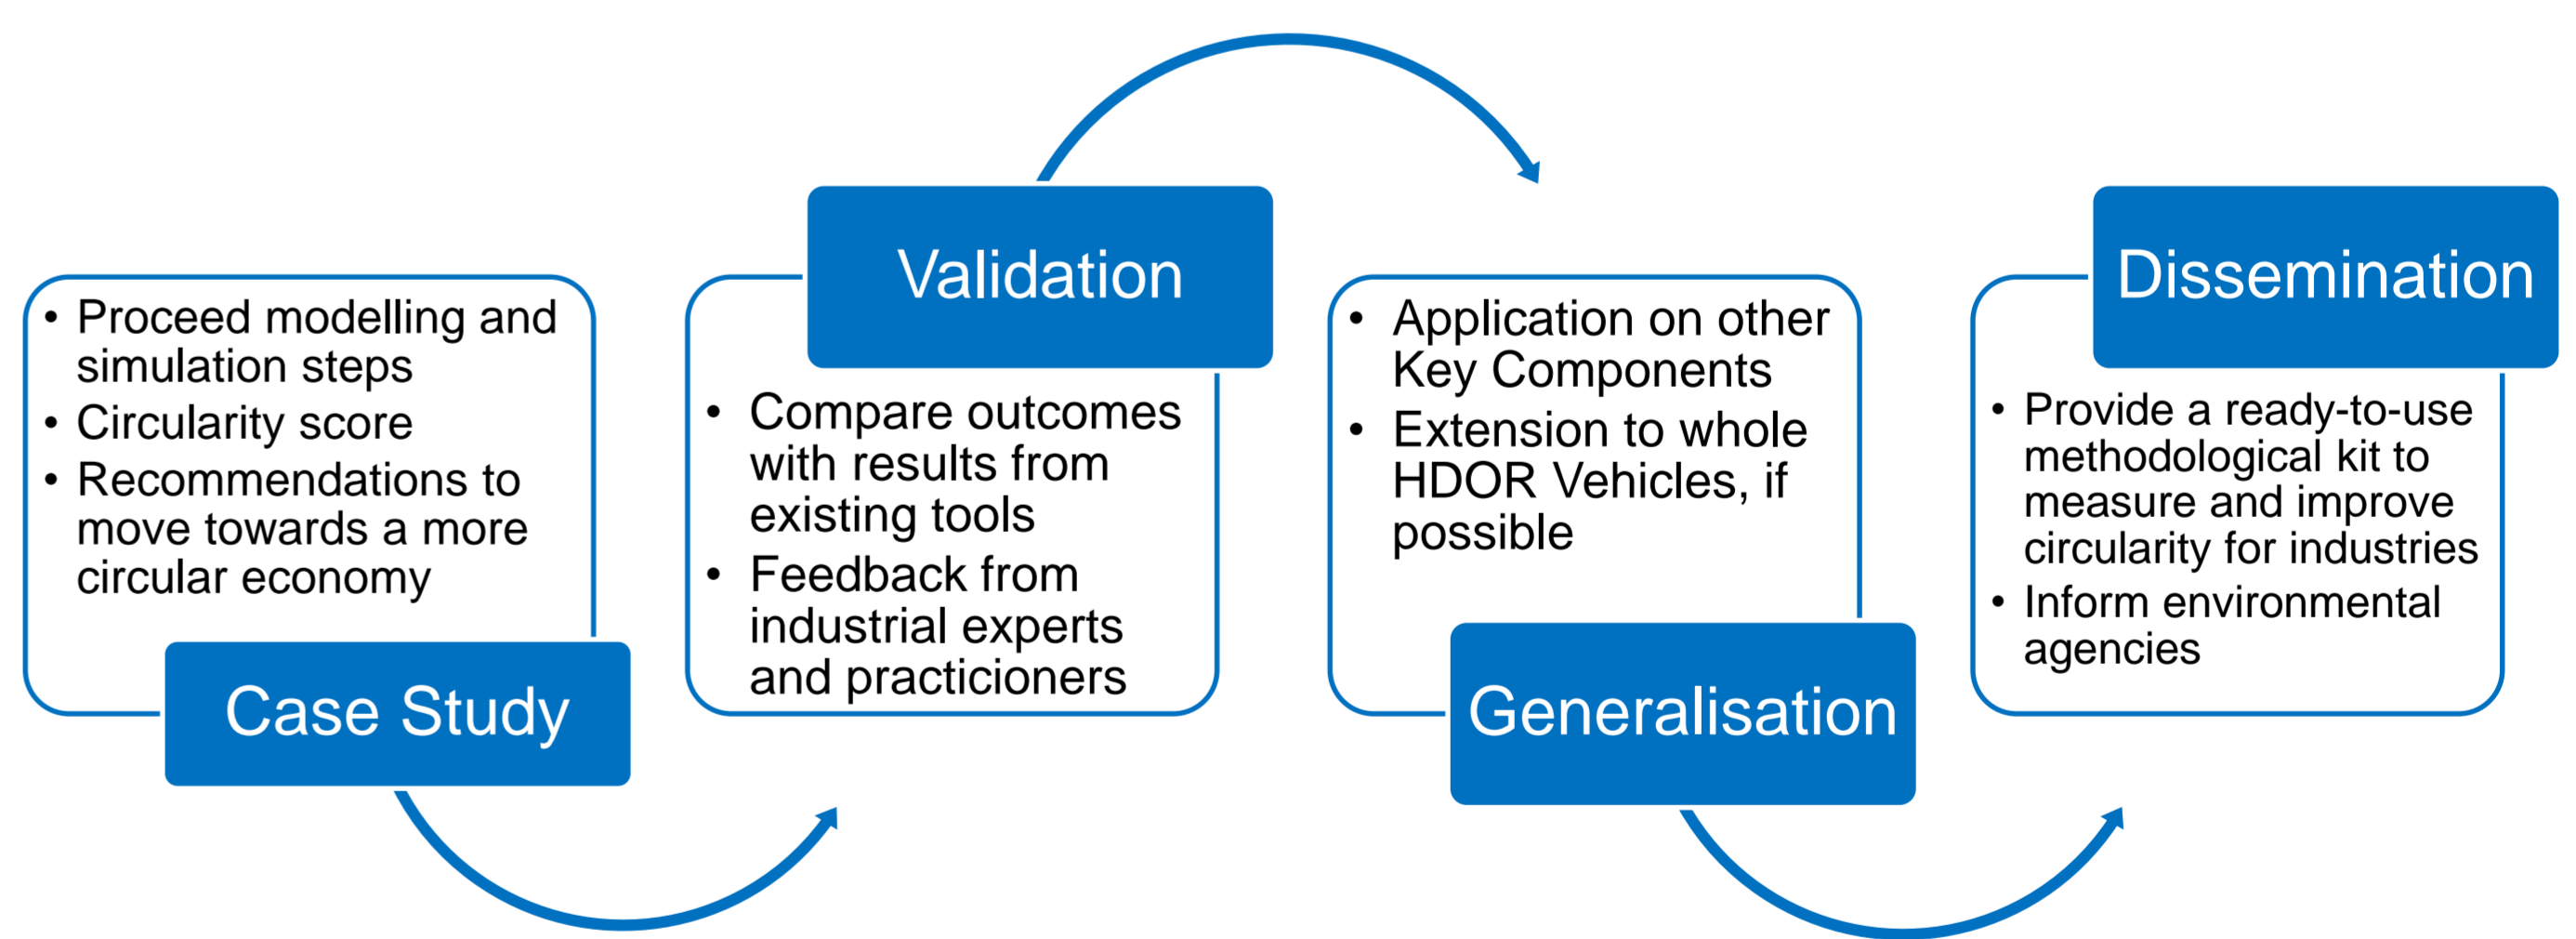 • Proceed modelling and
simulation steps
• Circularity score
• Recommendations to
move towards a more
circular economy
Case Study
Validation
• Compare outcomes
with results from
existing tools
• Feedback from
industrial experts
and practicioners
• Application on other
Key Components
• Extension to whole
HDOR Vehicles, if
possible
Generalisation
Dissemination
• Provide a ready-to-use
methodological kit to
measure and improve
circularity for industries
• Inform environmental
agencies